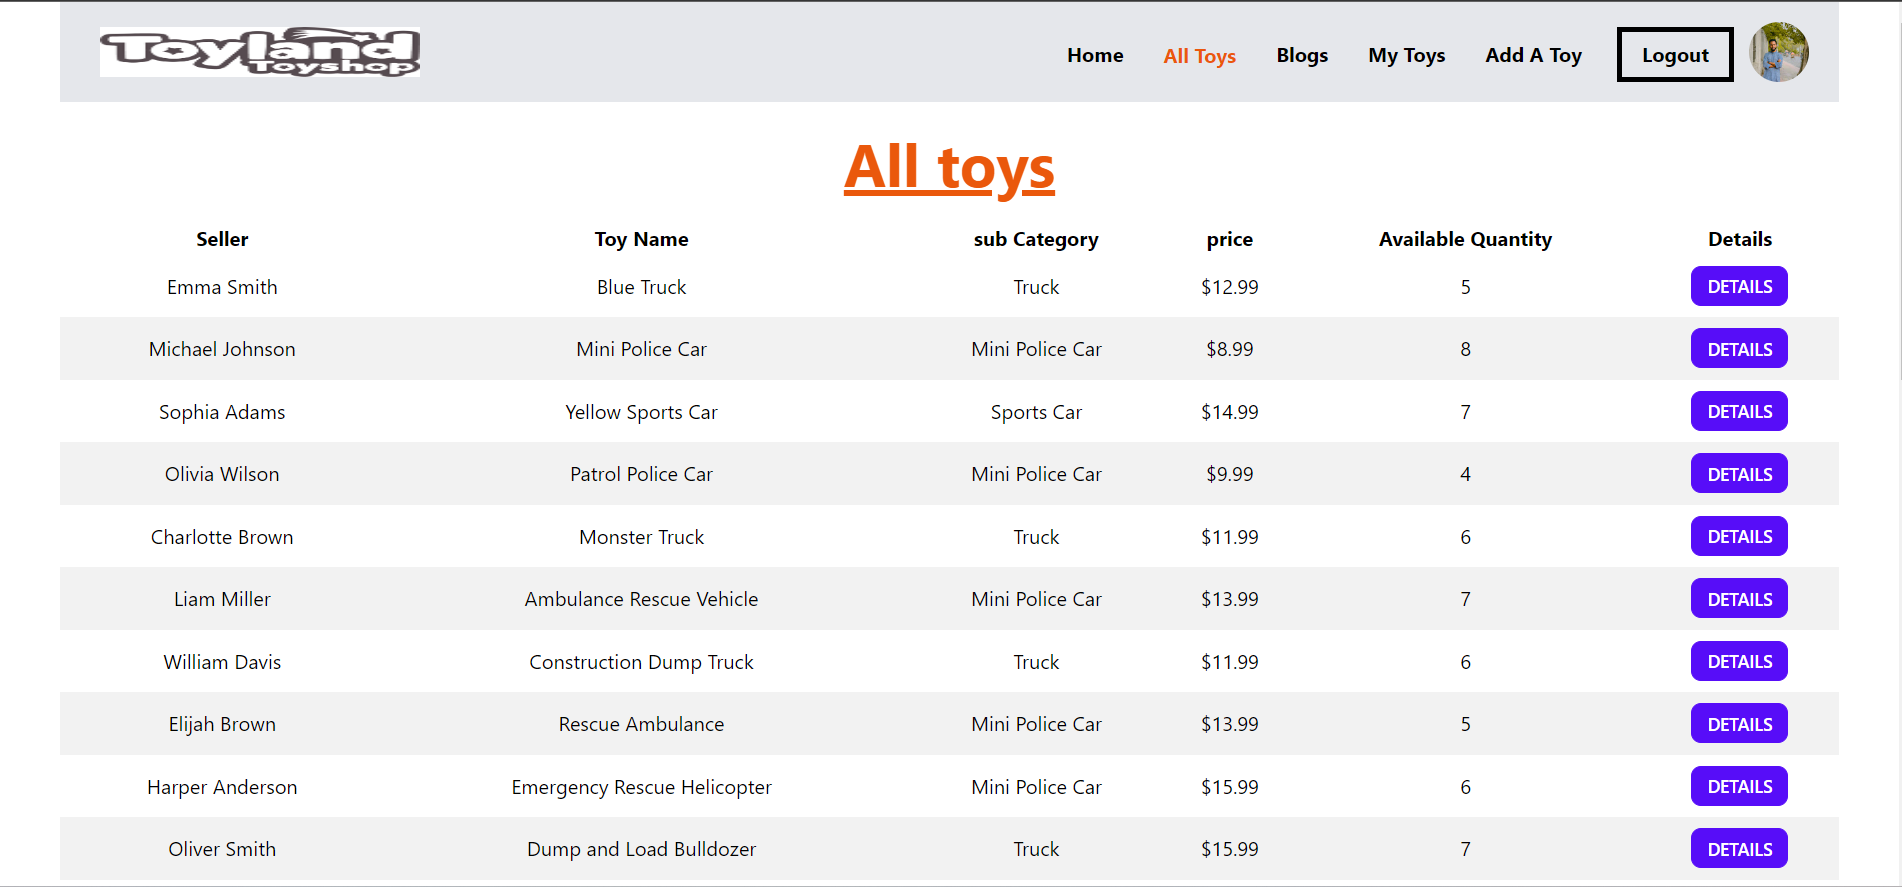 Toyland
Toyshop
Home All Toys Blogs My Toys Add A Toy Logout
All toys
Seller Toy Name sub Category price Available Quantity Details
Emma Smith Blue Truck Truck $12.99 5 DETAILS
Michael Johnson Mini Police Car Mini Police Car $8.99 8 DETAILS
Sophia Adams Yellow Sports Car Sports Car $14.99 7 DETAILS
Olivia Wilson Patrol Police Car Mini Police Car $9.99 4 DETAILS
Charlotte Brown Monster Truck Truck $11.99 6 DETAILS
Liam Miller Ambulance Rescue Vehicle Mini Police Car $13.99 7 DETAILS
William Davis Construction Dump Truck Truck $11.99 6 DETAILS
Elijah Brown Rescue Ambulance Mini Police Car $13.99 5 DETAILS
Harper Anderson Emergency Rescue Helicopter Mini Police Car $15.99 6 DETAILS
Oliver Smith Dump and Load Bulldozer Truck $15.99 7 DETAILS